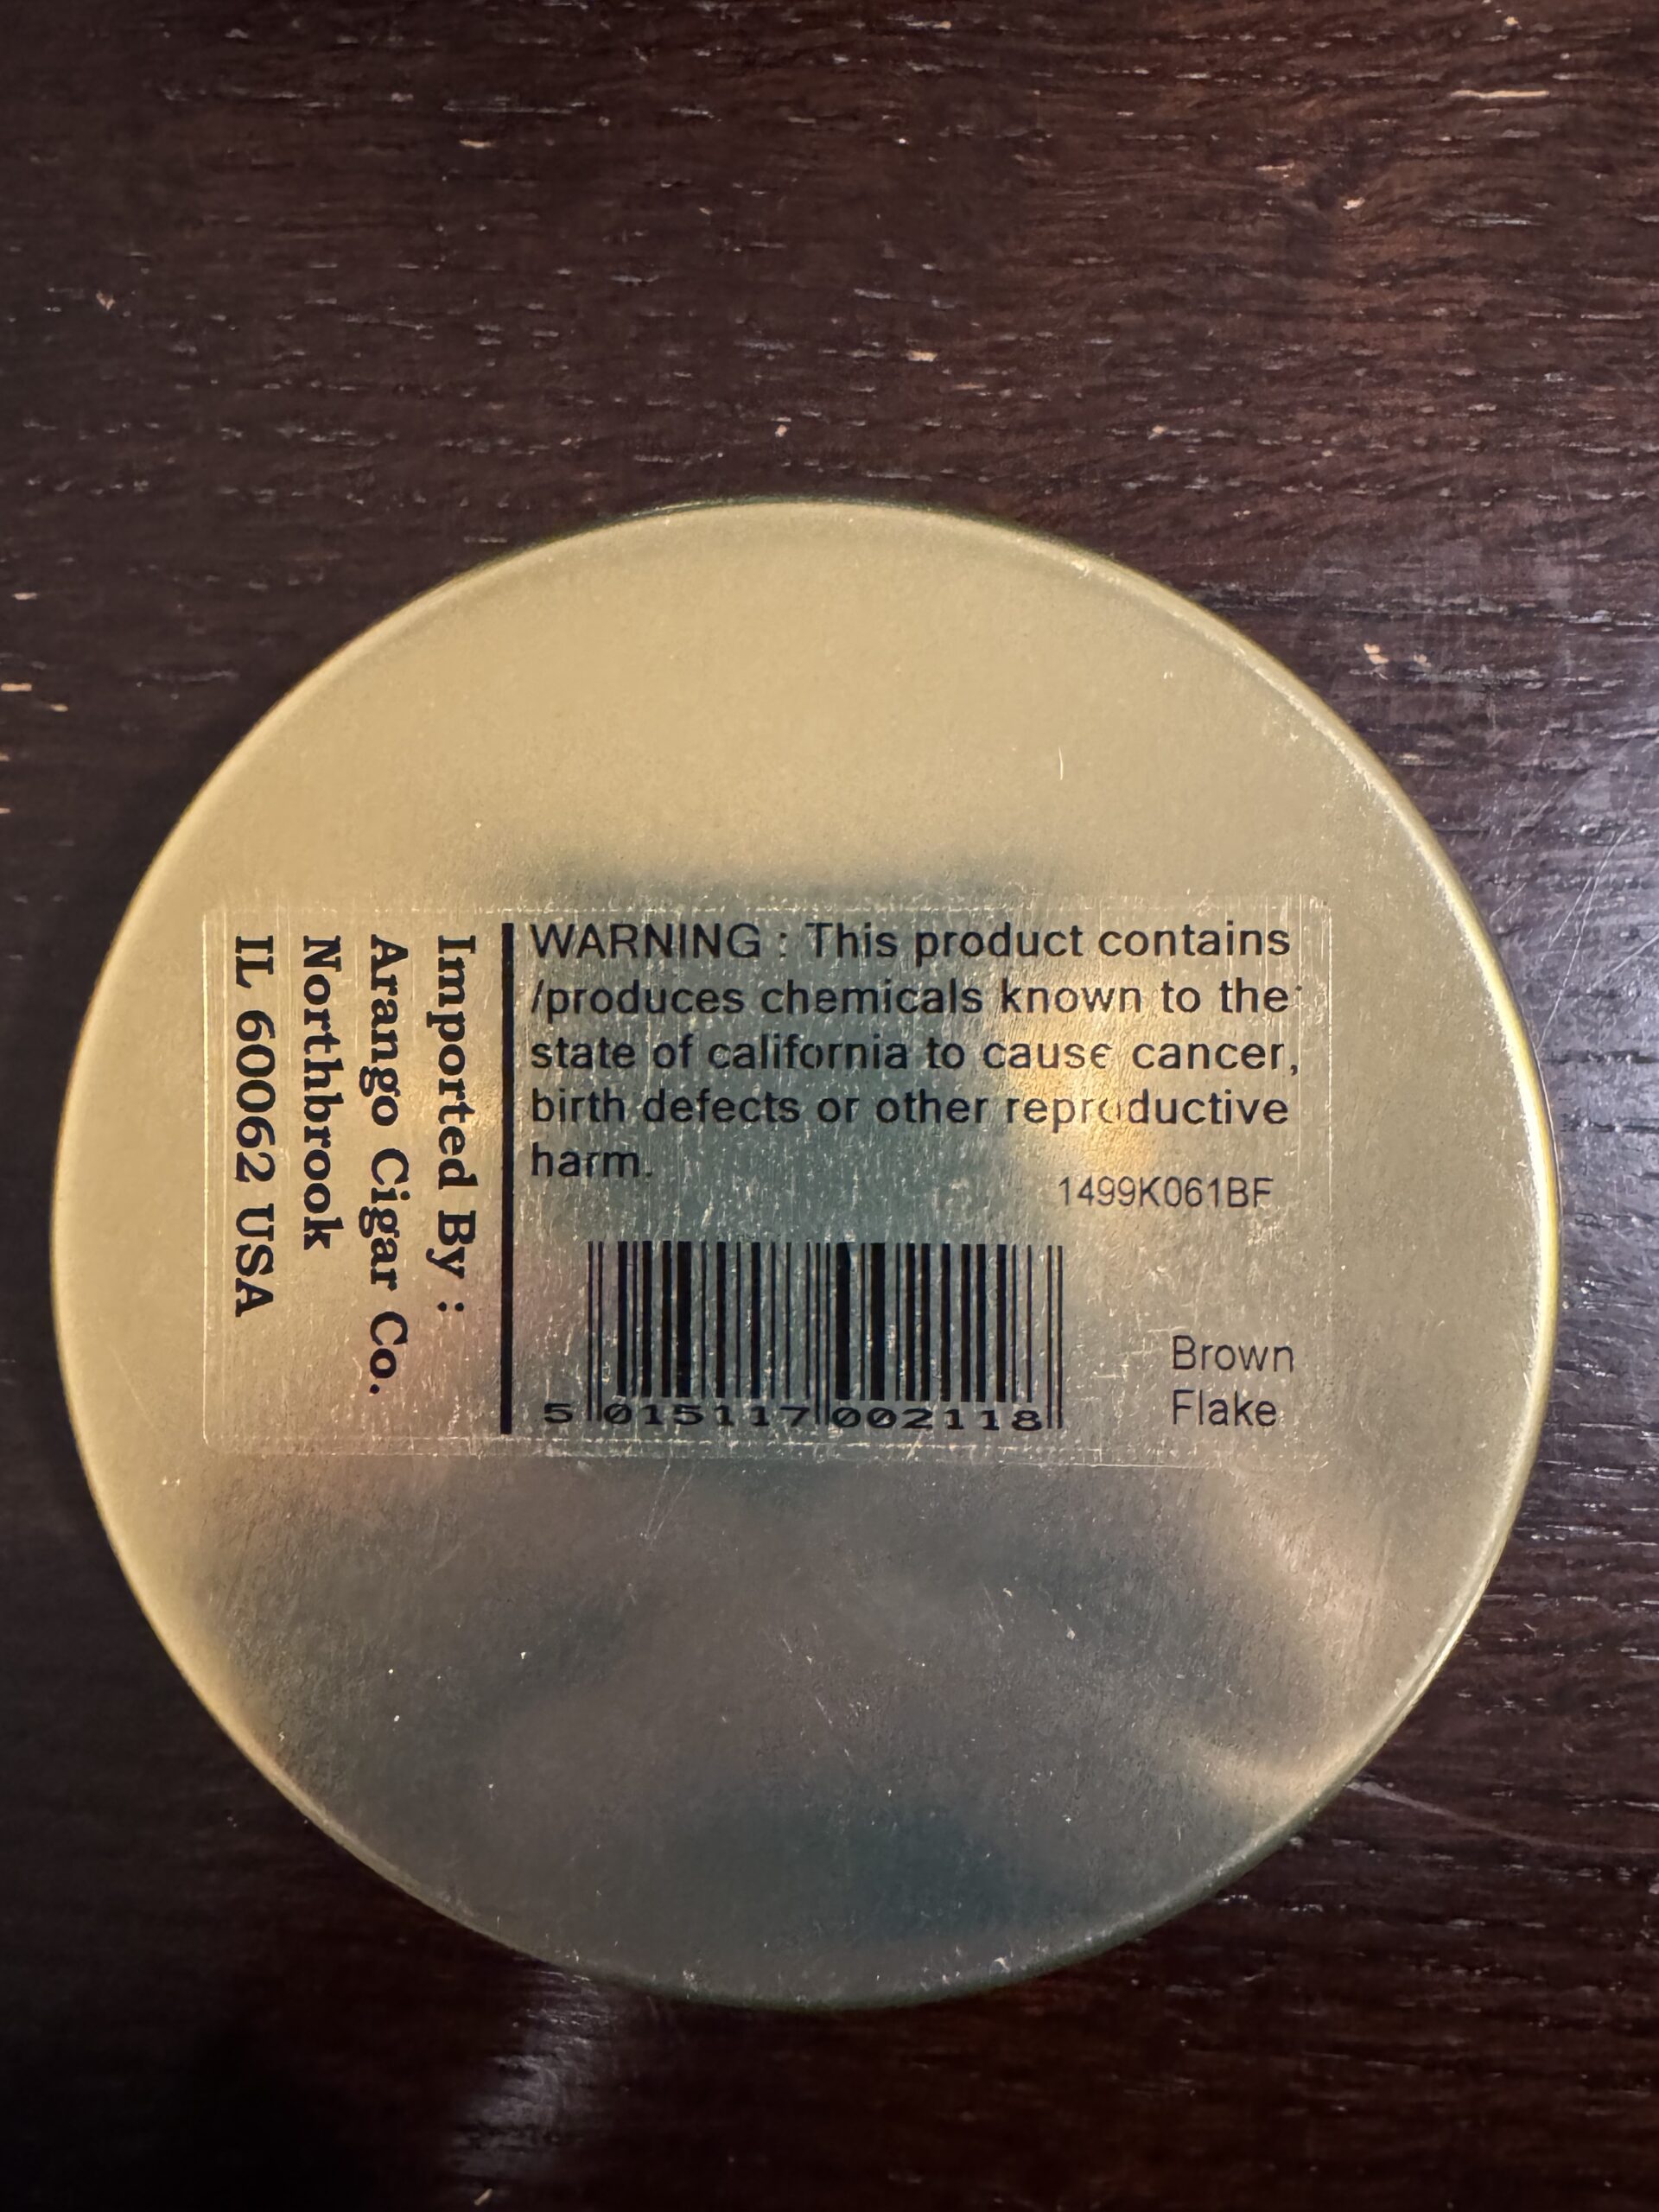 WARNING : This product contains
/produces chemicals known to the
state of california to cause cancer,
birth defects or other reproductive
harm.
1499K061BF
5 015117 002118
Brown
Flake
Imported By :
Arango Cigar Co.
Northbrook
IL 60062 USA